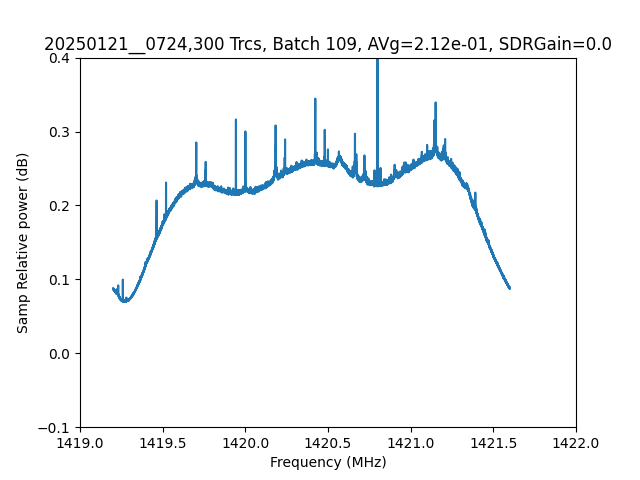 20250121__0724,300 Trcs, Batch 109, AVg=2.12e-01, SDRGain=0.0
0.4
0.3
0.2
0.1
0.0
−0.1
Samp Relative power (dB)
1419.0 1419.5 1420.0 1420.5 1421.0 1421.5 1422.0
Frequency (MHz)